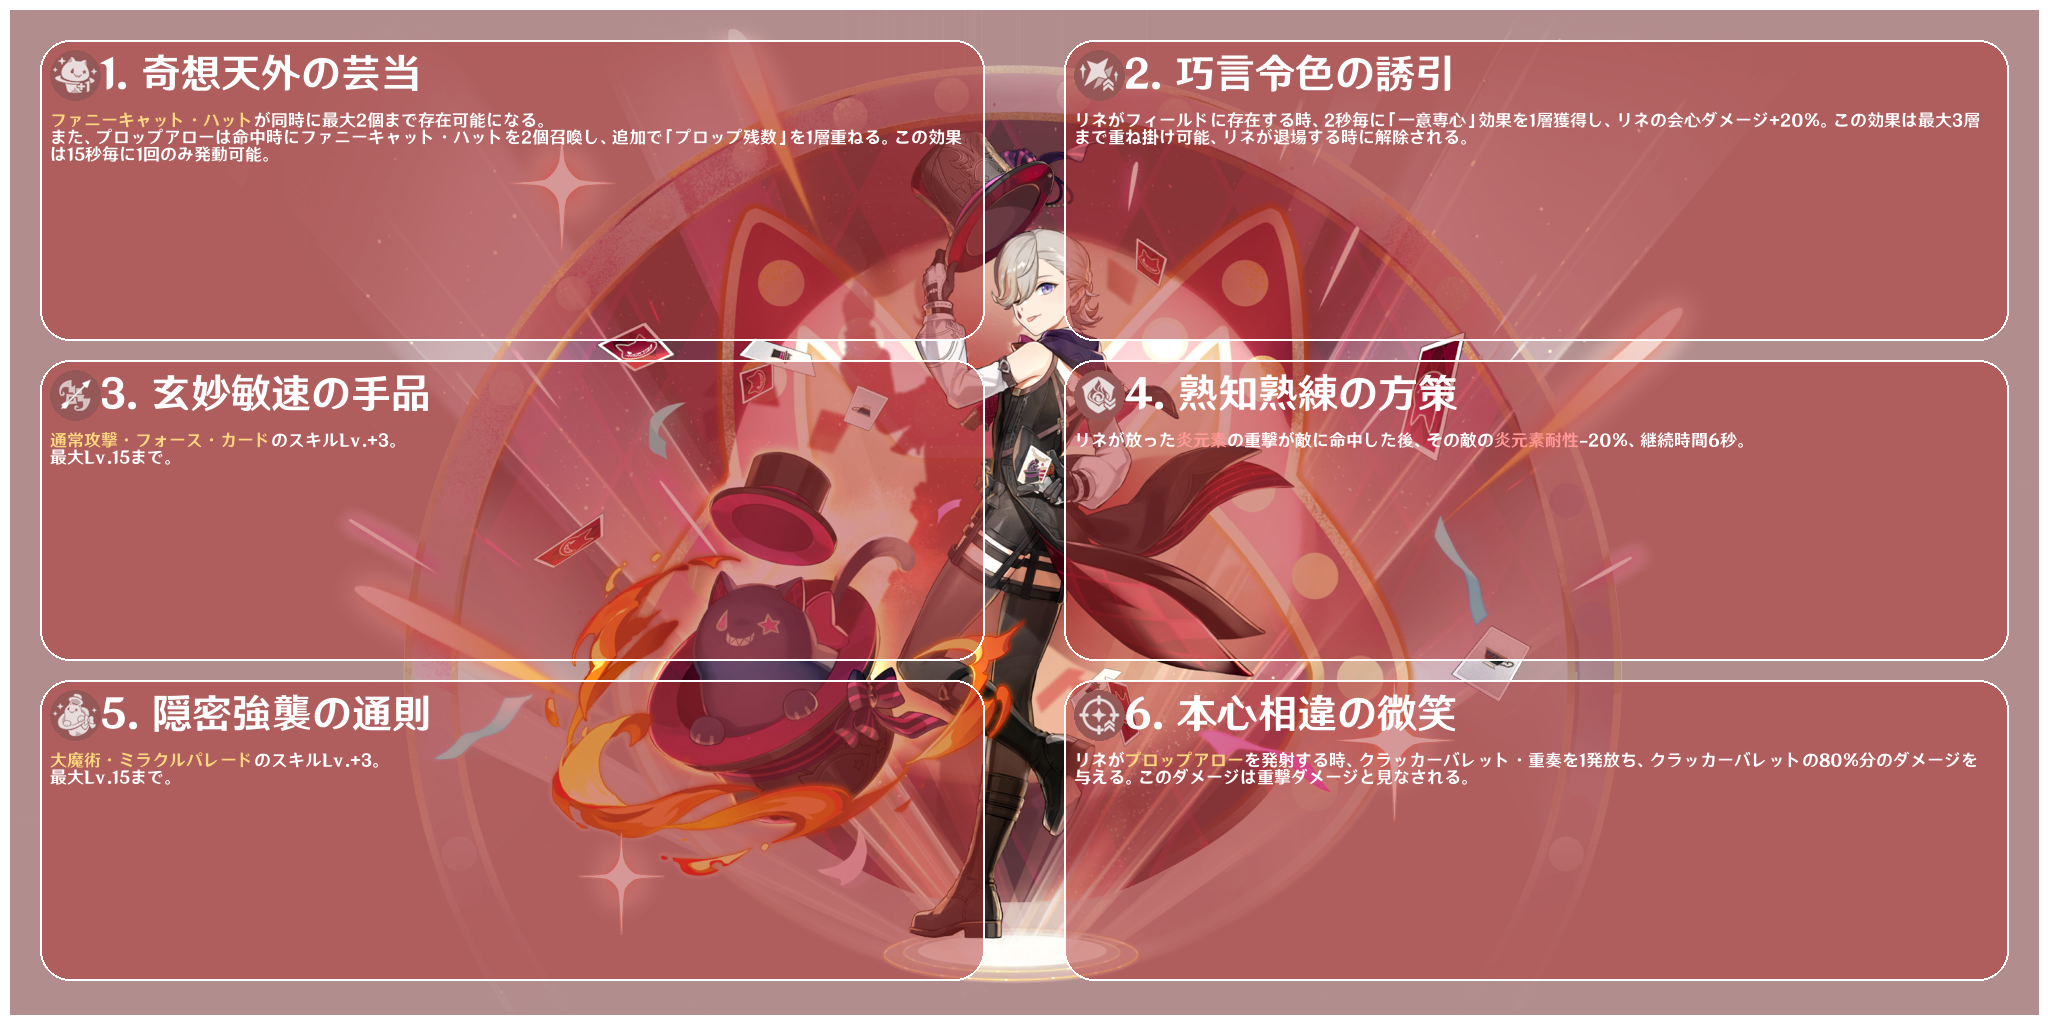 1. 奇想天外の芸当
ファニーキャット・ハットが同時に最大2個まで存在可能になる。
また、プロップアローは命中時にファニーキャット・ハットを2個召喚し、追加で「プロップ残数」を1層重ねる。この効果
は15秒毎に1回のみ発動可能。
2. 巧言令色の誘引
リネがフィールドに存在する時、2秒毎に「一意専心」効果を1層獲得し、リネの会心ダメージ+20%。この効果は最大3層
まで重ね掛け可能、リネが退場する時に解除される。
3. 玄妙敏速の手品
通常攻撃・フォース・カードのスキルLv.+3。
最大Lv.15まで。
4. 熟知熟練の方策
リネが放った炎元素の重撃が敵に命中した後、その敵の炎元素耐性-20%、継続時間6秒。
5. 隠密強襲の通則
大魔術・ミラクルパレードのスキルLv.+3。
最大Lv.15まで。
6. 本心相違の微笑
リネがプロップアローを発射する時、クラッカーバレット・重奏を1発放ち、クラッカーバレットの80%分のダメージを
与える。このダメージは重撃ダメージと見なされる。